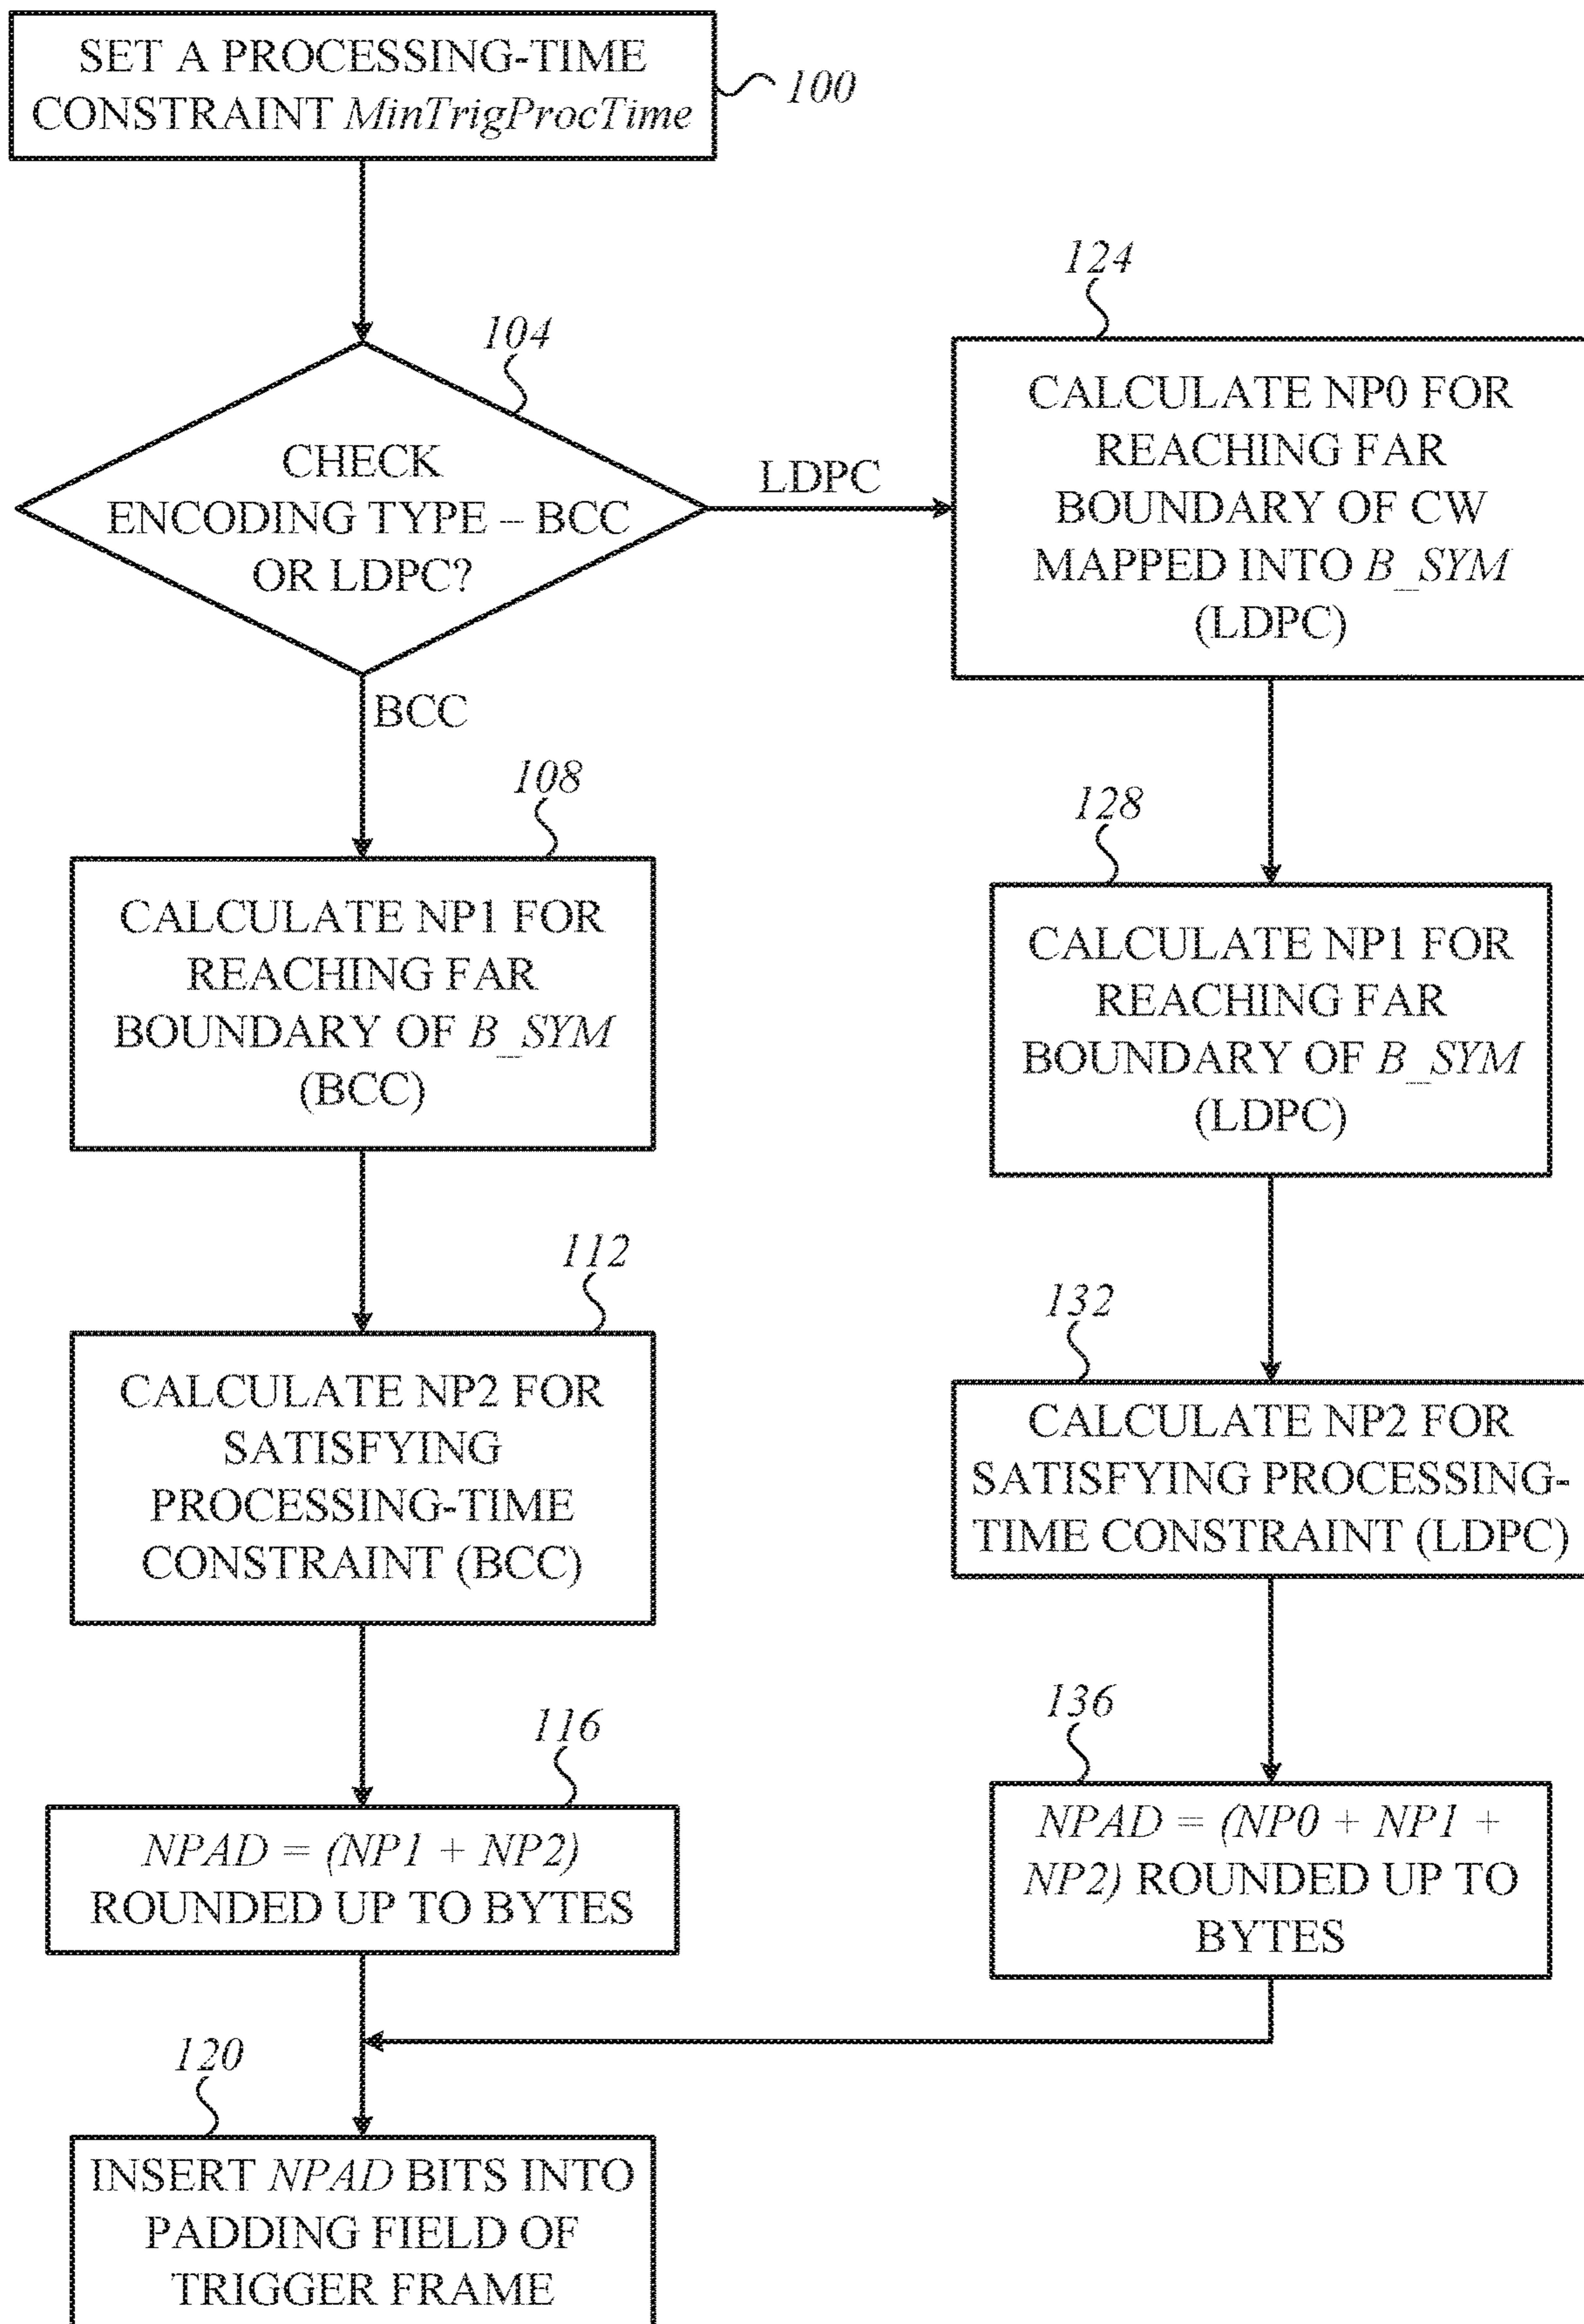 SET A PROCESSING-TIME
CONSTRAINT MinTrigProcTime
100
104
CHECK
ENCODING TYPE – BCC
OR LDPC?
LDPC
BCC
108
CALCULATE NP1 FOR
REACHING FAR
BOUNDARY OF B_SYM
(BCC)
112
CALCULATE NP2 FOR
SATISFYING
PROCESSING-TIME
CONSTRAINT (BCC)
116
NPAD = (NP1 + NP2)
ROUNDED UP TO BYTES
124
CALCULATE NP0 FOR
REACHING FAR
BOUNDARY OF CW
MAPPED INTO B_SYM
(LDPC)
128
CALCULATE NP1 FOR
REACHING FAR
BOUNDARY OF B_SYM
(LDPC)
132
CALCULATE NP2 FOR
SATISFYING PROCESSING-
TIME CONSTRAINT (LDPC)
136
NPAD = (NP0 + NP1 +
NP2) ROUNDED UP TO
BYTES
120
INSERT NPAD BITS INTO
PADDING FIELD OF
TRIGGER FRAME